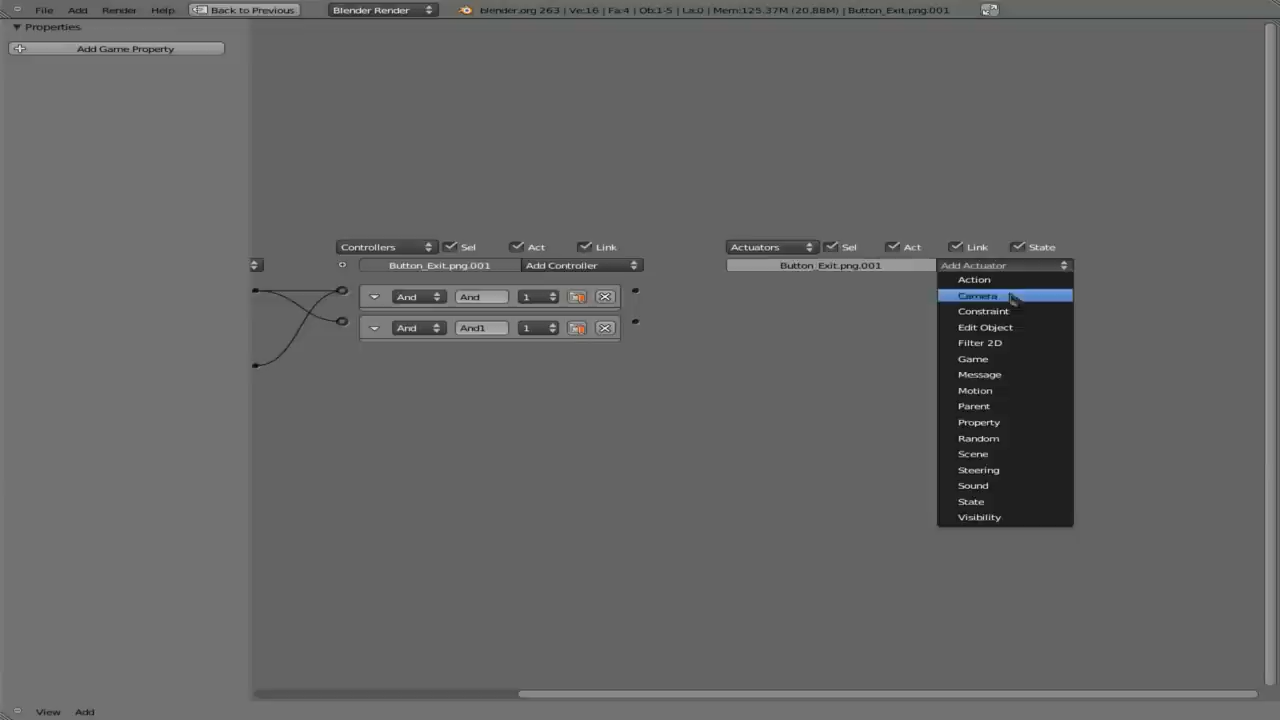 File Add Render Help Back to Previous Blender Render blender.org 263 | Ve:16 | Fa:4 | Ob:1-5 | La:0 | Mem:125.37M (20.88M) | Button_Exit.png.001
Properties
Add Game Property
Controllers Sel Act Link Actuators Sel Act Link State
Button_Exit.png.001 Add Controller Button_Exit.png.001 Add Actuator
Action
And And 1 Camera
Constraint
And And1 1 Edit Object
Filter 2D
Game
Message
Motion
Parent
Property
Random
Scene
Steering
Sound
State
Visibility
View Add